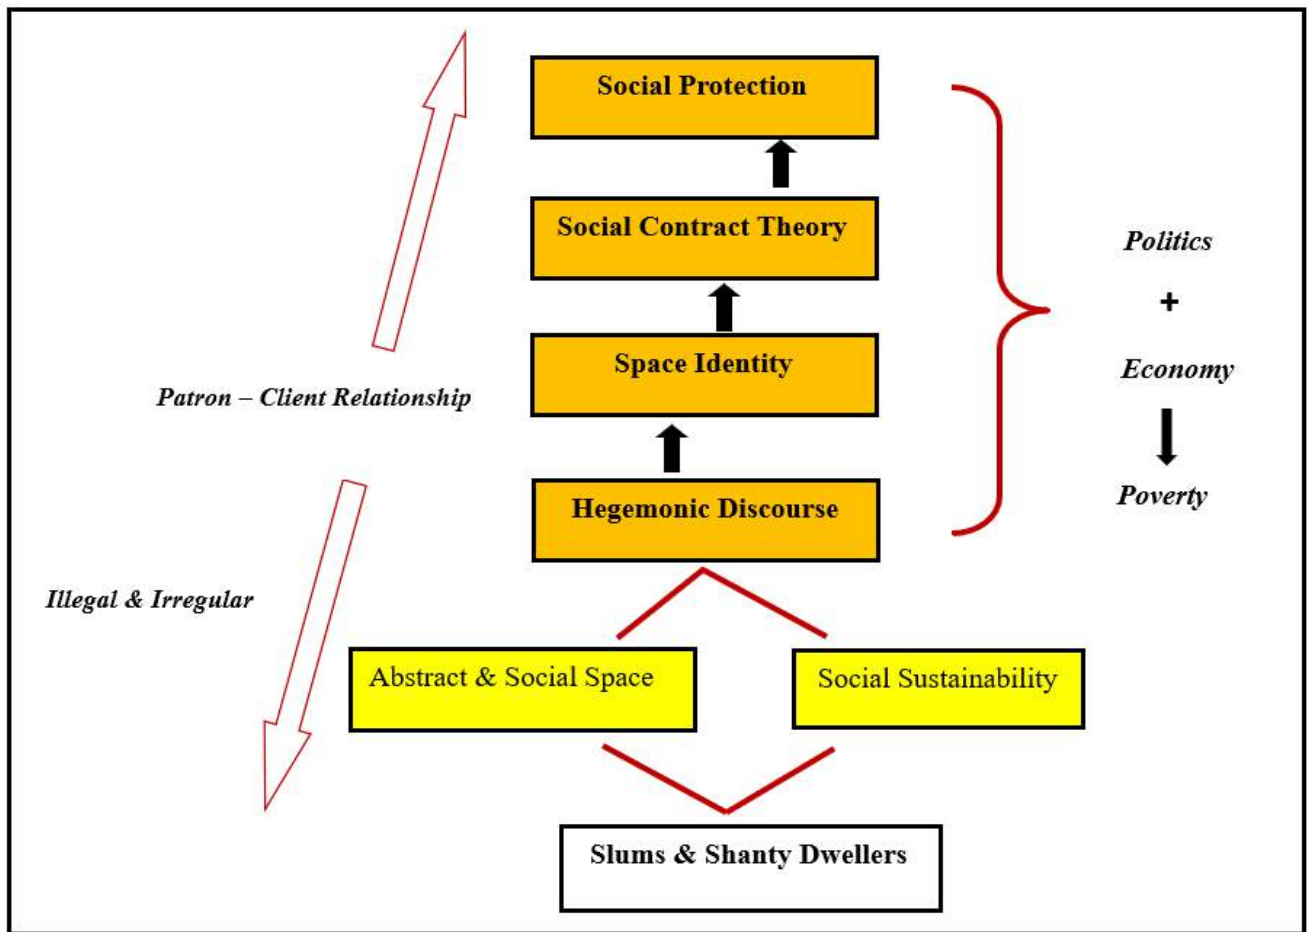 Social Protection
Social Contract Theory
Politics
+
Space Identity
Economy
Patron – Client Relationship
Poverty
Hegemonic Discourse
Illegal & Irregular
Abstract & Social Space
Social Sustainability
Slums & Shanty Dwellers